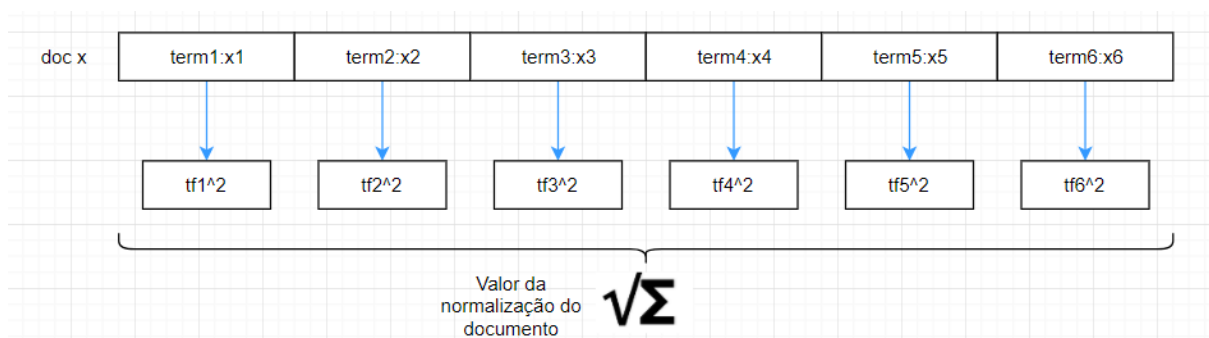 doc x term1:x1 term2:x2 term3:x3 term4:x4 term5:x5 term6:x6
tf1^2 tf2^2 tf3^2 tf4^2 tf5^2 tf6^2
Valor da
normalização do
documento
√Σ